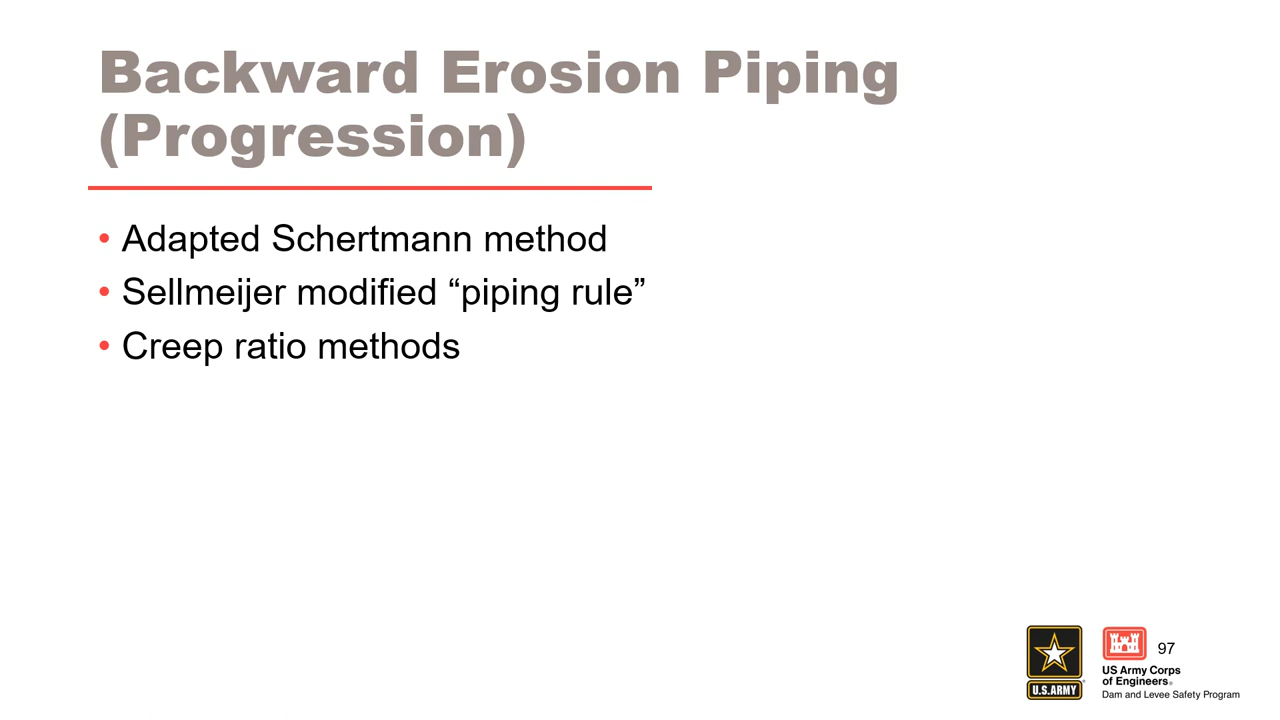 Backward Erosion Piping
(Progression)
• Adapted Schertmann method
• Sellmeijer modified “piping rule”
• Creep ratio methods
U.S.ARMY
97
US Army Corps
of Engineers®
Dam and Levee Safety Program